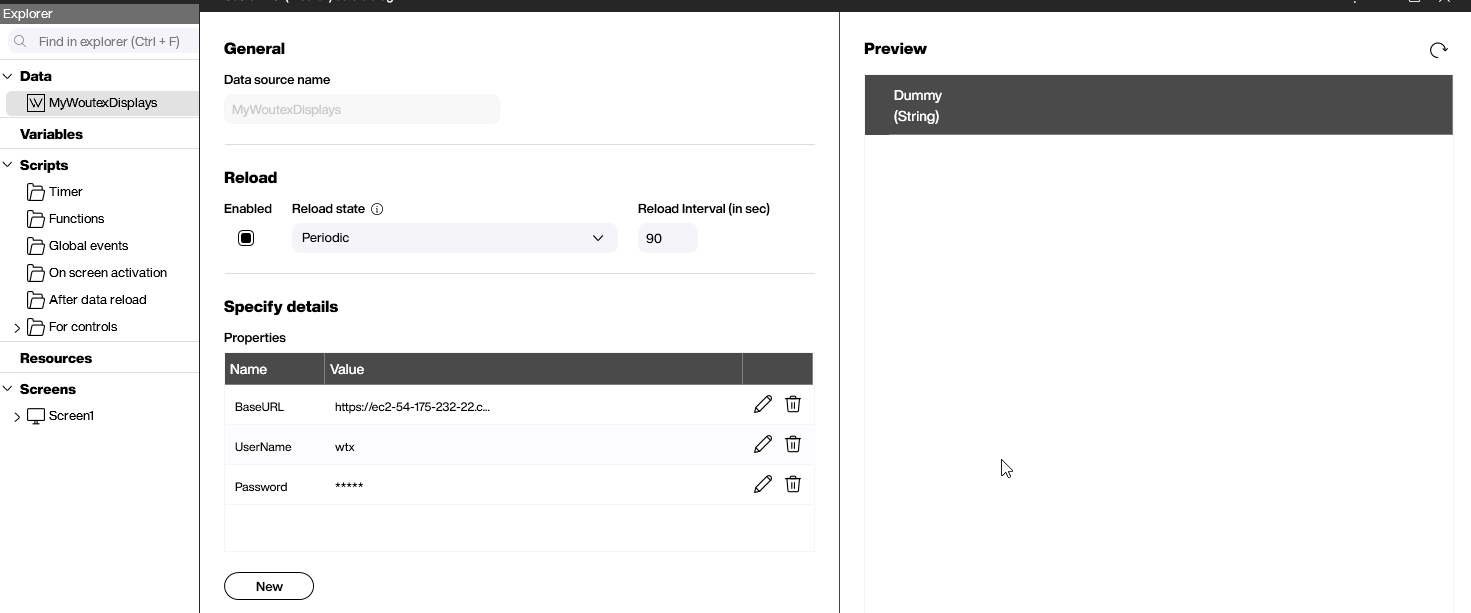 Explorer
Find in explorer (Ctrl + F)
Data
MyWoutexDisplays
Variables
Scripts
Timer
Functions
Global events
On screen activation
After data reload
For controls
Resources
Screens
Screen1
General
Data source name
MyWoutexDisplays
Reload
Enabled
Reload state
Reload Interval (in sec)
Periodic
90
Specify details
Properties
Name Value
BaseURL https://ec2-54-175-232-22.c...
UserName wtx
Password *****
New
Preview
Dummy
(String)